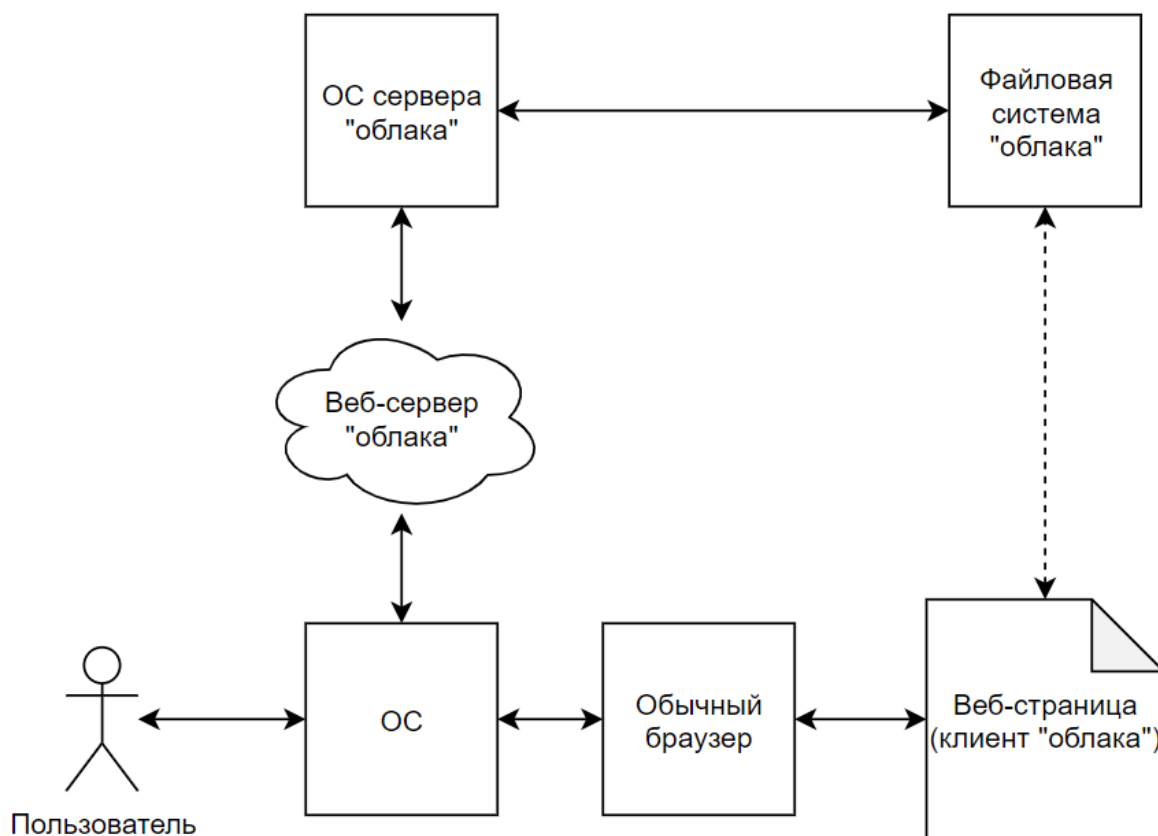 ОС сервера
"облака"
Файловая
система
"облака"
Веб-сервер
"облака"
ОС
Обычный
браузер
Веб-страница
(клиент "облака")
Пользователь